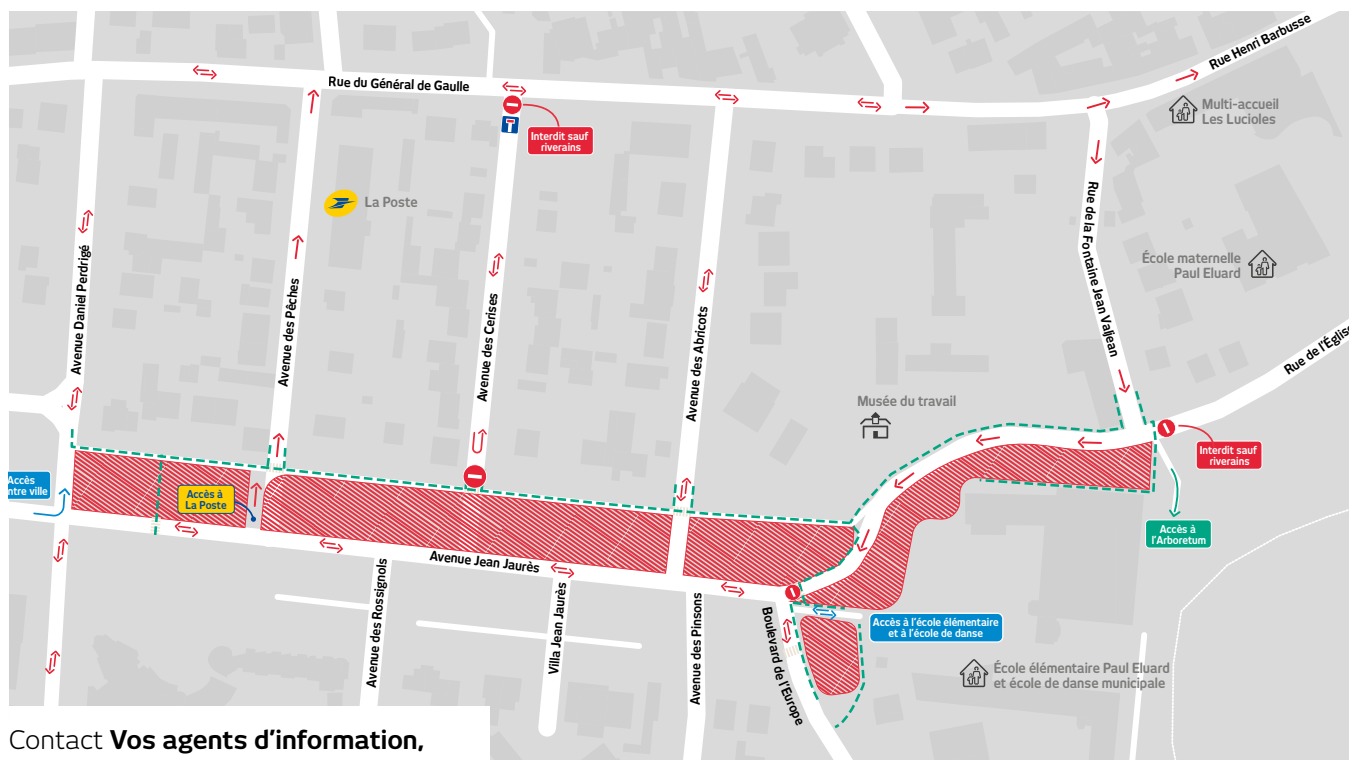 Rue Henri Barbusse
Rue du Général de Gaulle
Multi-accueil
Les Lucioles
Interdit sauf
riverains
La Poste
Rue de la Fontaine Jean Valjean
Avenue Daniel Perdrigé
Avenue des Pêches
Avenue des Cerises
Avenue des Abricots
École maternelle
Paul Eluard
Rue de l'Église
Musée du travail
Interdit sauf
riverains
Accès
ntre ville
Accès à
La Poste
Accès à
l'Arboretum
Avenue Jean Jaurès
Avenue des Rossignols
Villa Jean Jaurès
Avenue des Pinsons
Boulevard de l'Europe
Accès à l'école élémentaire
et à l'école de danse
École élémentaire Paul Eluard
et école de danse municipale
Contact Vos agents d'information,